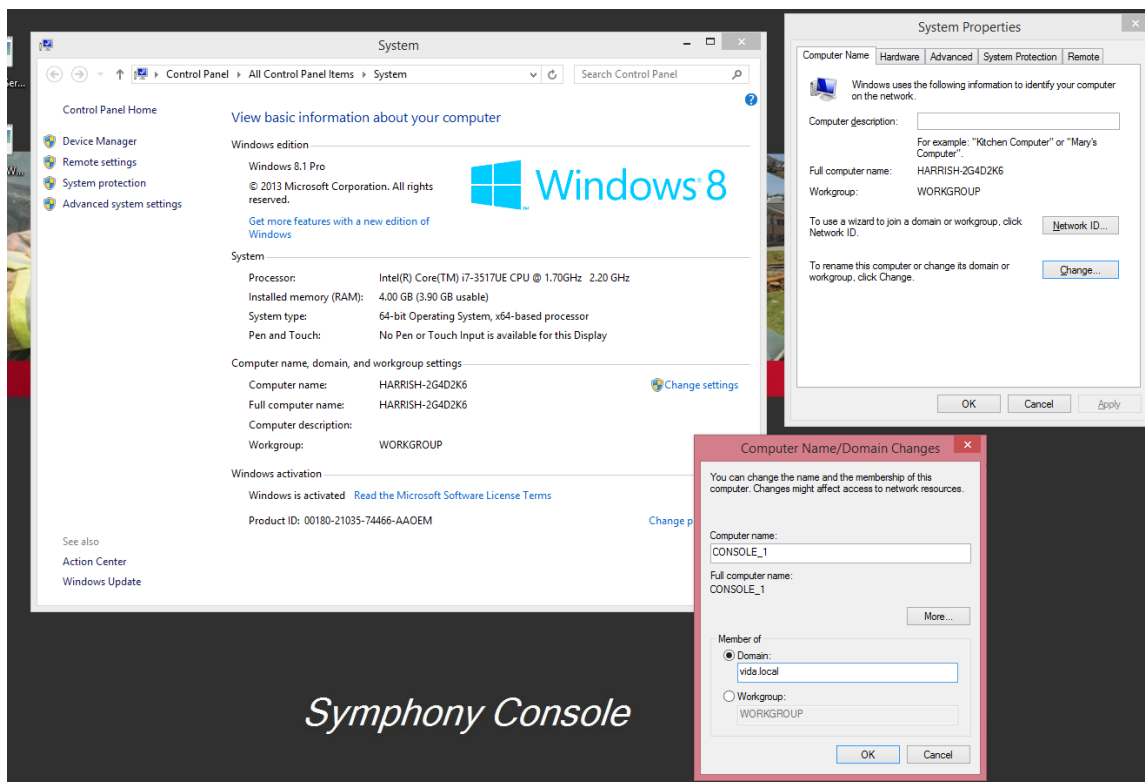 System
Control Panel
All Control Panel Items
System
Search Control Panel
Control Panel Home
Device Manager
Remote settings
System protection
Advanced system settings
See also
Action Center
Windows Update
View basic information about your computer
Windows edition
Windows 8.1 Pro
© 2013 Microsoft Corporation. All rights
reserved.
Get more features with a new edition of
Windows
Windows 8
System
Processor: Intel(R) Core(TM) i7-3517UE CPU @ 1.70GHz 2.20 GHz
Installed memory (RAM): 4.00 GB (3.90 GB usable)
System type: 64-bit Operating System, x64-based processor
Pen and Touch: No Pen or Touch Input is available for this Display
Computer name, domain, and workgroup settings
Computer name: HARRISH-2G4D2K6
Change settings
Full computer name: HARRISH-2G4D2K6
Computer description:
Workgroup: WORKGROUP
Windows activation
Windows is activated Read the Microsoft Software License Terms
Product ID: 00180-21035-74466-AAOEM
Change p
System Properties
Computer Name Hardware Advanced System Protection Remote
Windows uses the following information to identify your computer
on the network.
Computer description:
For example: "Kitchen Computer" or "Mary's
Computer".
Full computer name: HARRISH-2G4D2K6
Workgroup: WORKGROUP
To use a wizard to join a domain or workgroup, click
Network ID.
Network ID...
To rename this computer or change its domain or
workgroup, click Change.
Change...
OK Cancel Apply
Computer Name/Domain Changes
You can change the name and the membership of this
computer. Changes might affect access to network resources.
Computer name:
CONSOLE_1
Full computer name:
CONSOLE_1
More...
Member of
Domain:
vida.local
Workgroup:
WORKGROUP
OK Cancel
Symphony Console